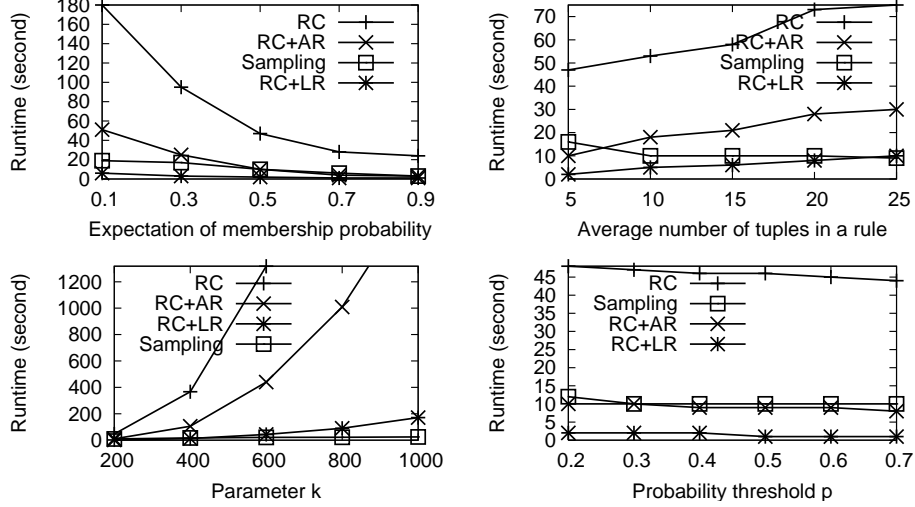 180
160
140
120
100
80
60
40
20
0
Runtime (second)
RC
RC+AR
Sampling
RC+LR
0.1 0.3 0.5 0.7 0.9
Expectation of membership probability
70
60
50
40
30
20
10
0
Runtime (second)
RC
RC+AR
Sampling
RC+LR
5 10 15 20 25
Average number of tuples in a rule
1200
1000
800
600
400
200
0
Runtime (second)
RC
RC+AR
RC+LR
Sampling
200 400 600 800 1000
Parameter k
45
40
35
30
25
20
15
10
5
0
Runtime (second)
RC
Sampling
RC+AR
RC+LR
0.2 0.3 0.4 0.5 0.6 0.7
Probability threshold p